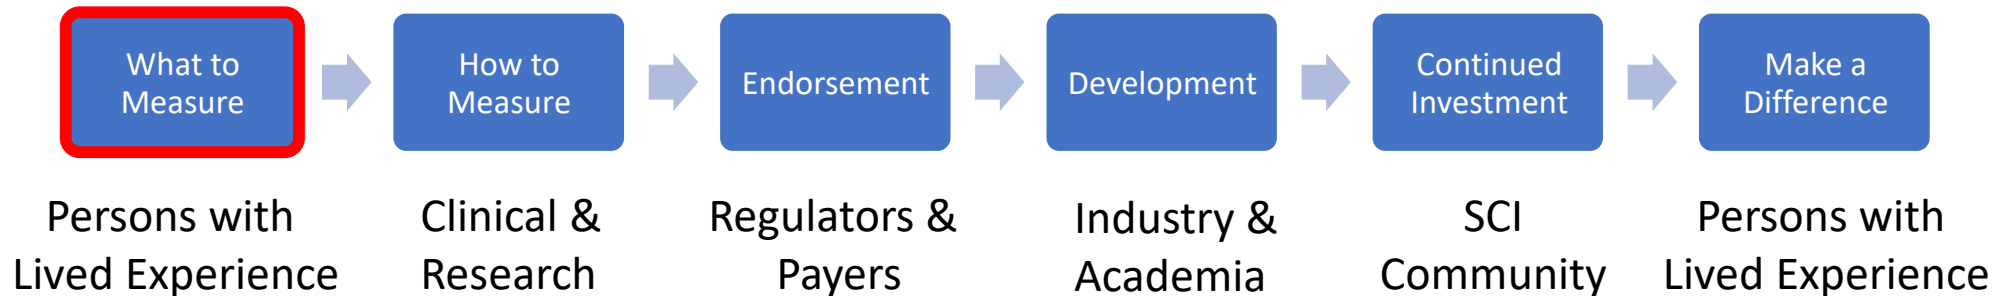 What to
Measure
How to
Measure
Endorsement
Development
Continued
Investment
Make a
Difference
Persons with
Lived Experience
Clinical &
Research
Regulators &
Payers
Industry &
Academia
SCI
Community
Persons with
Lived Experience